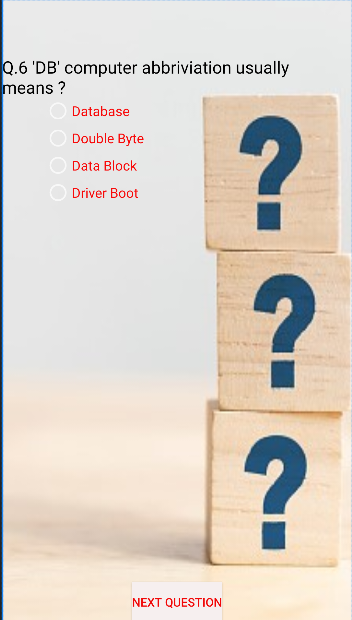 Q.6 'DB' computer abbriviation usually
means ?
Database
Double Byte
Data Block
Driver Boot
?
?
?
NEXT QUESTION